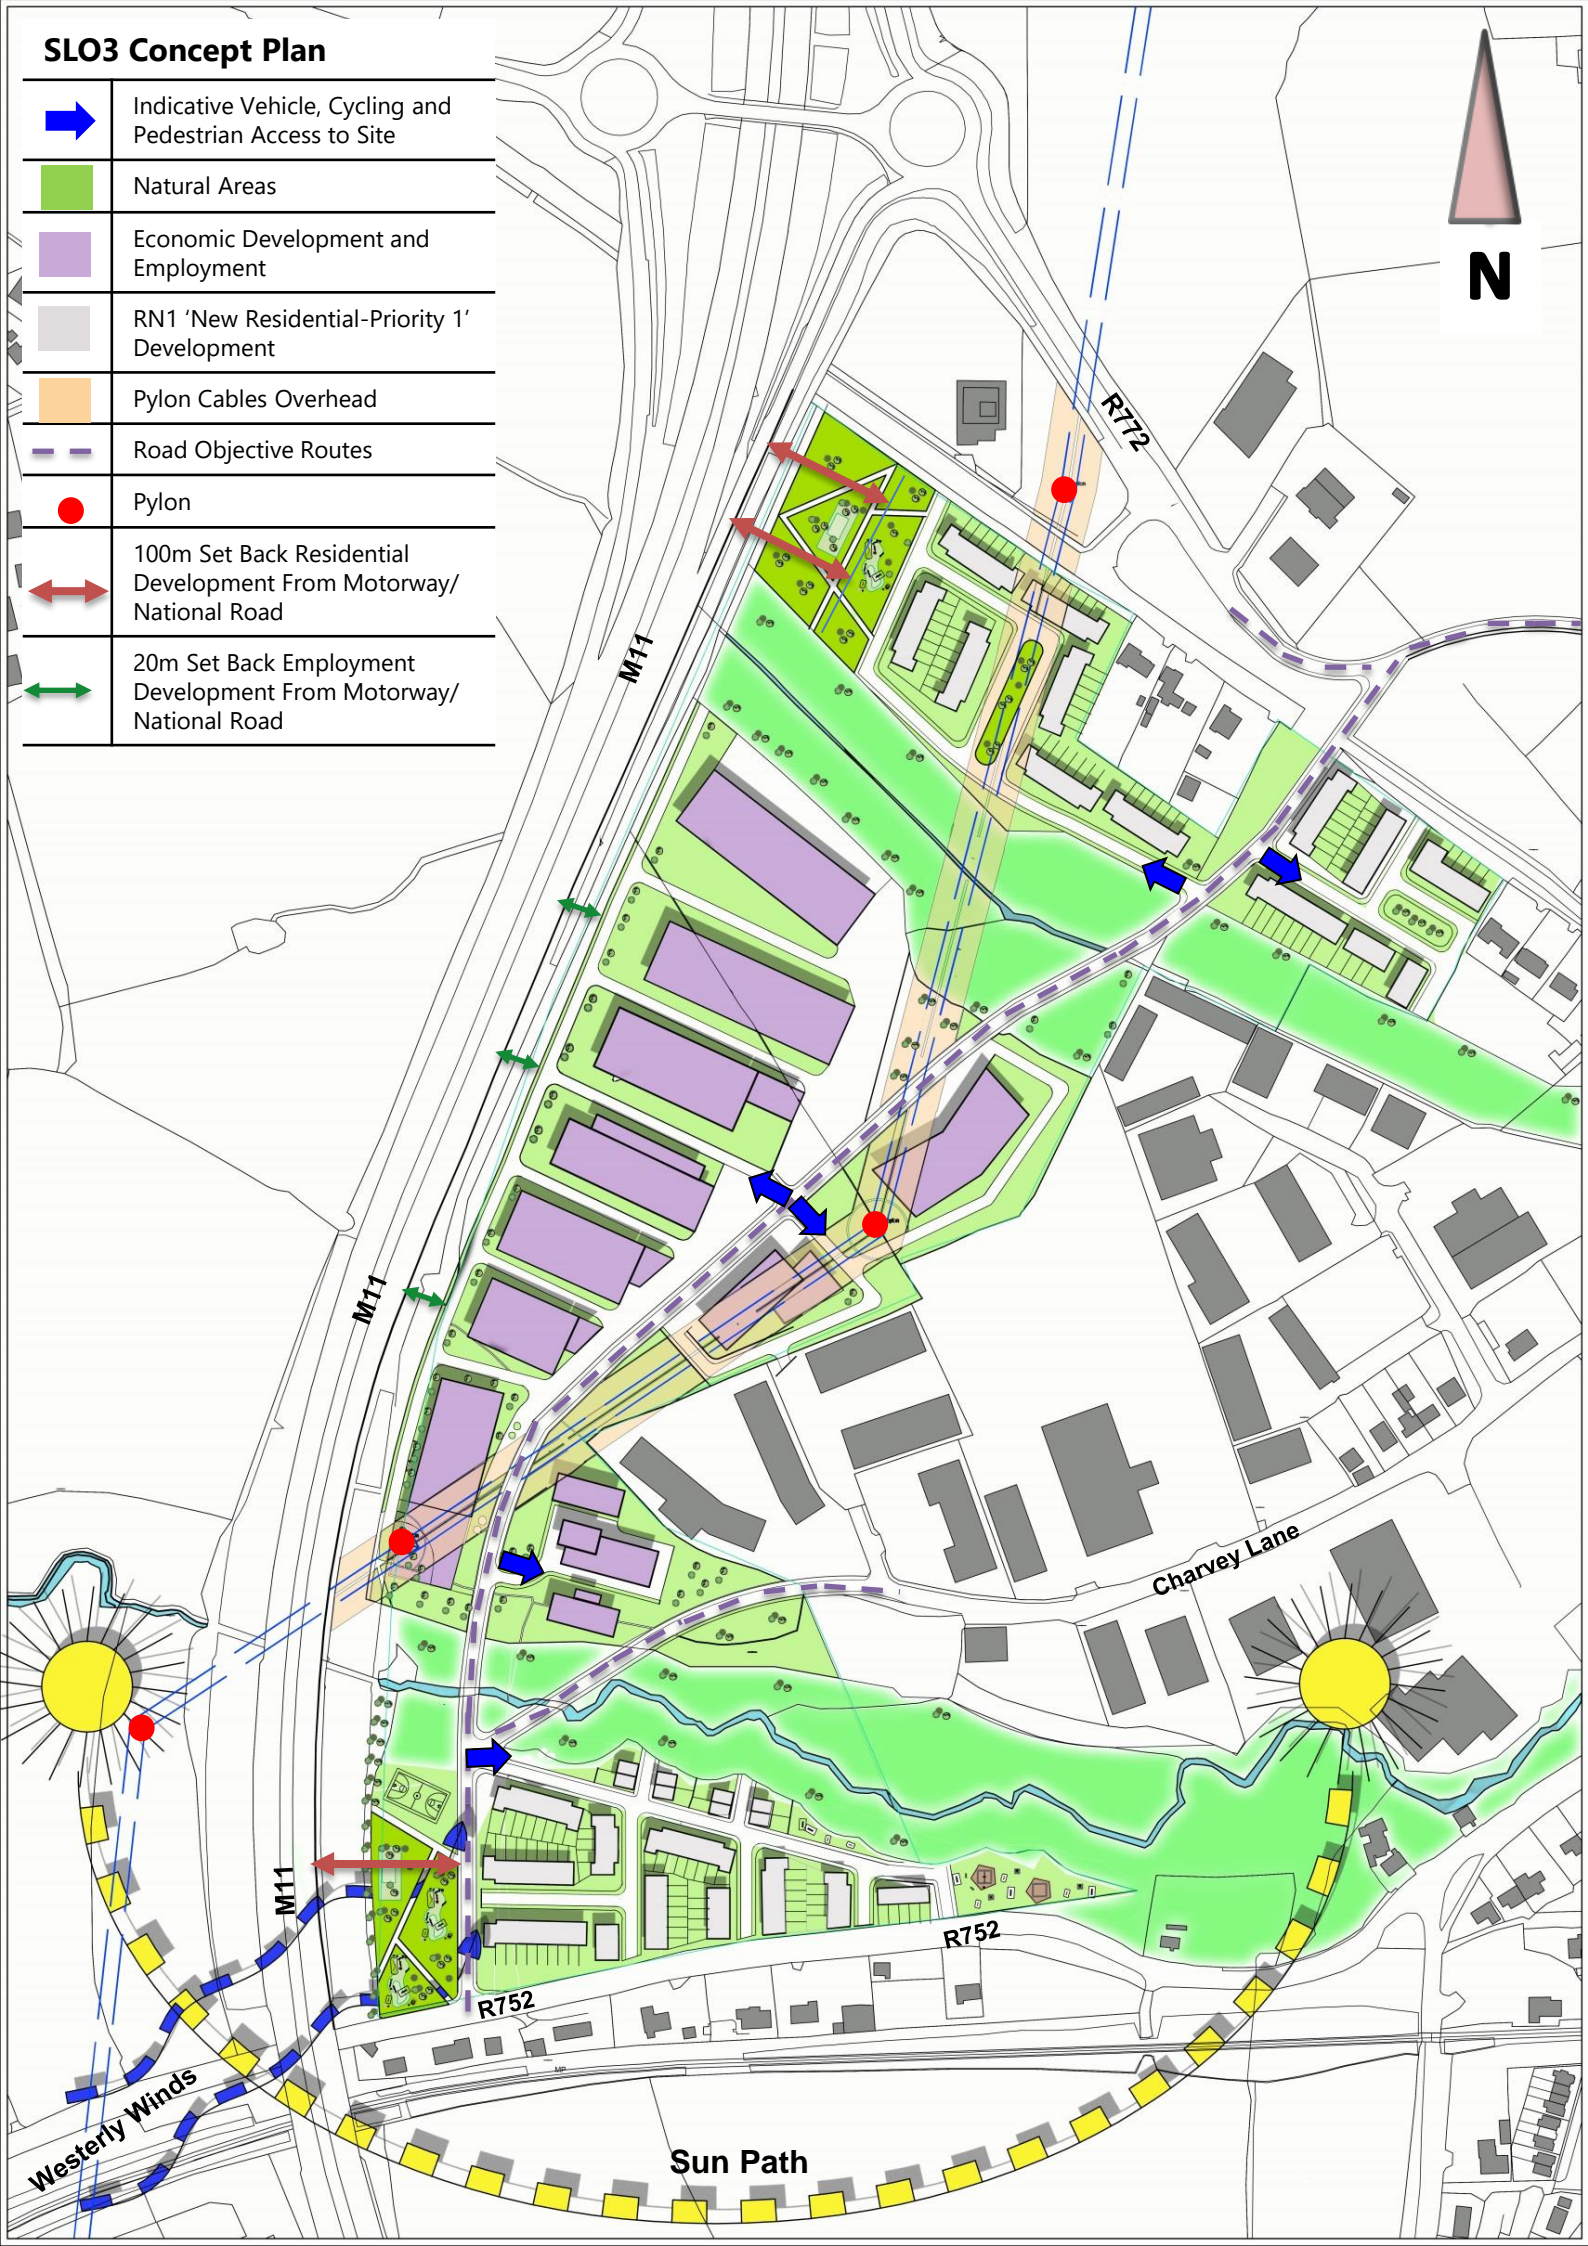 SLO3 Concept Plan
Indicative Vehicle, Cycling and
Pedestrian Access to Site
Natural Areas
Economic Development and
Employment
RN1 ‘New Residential-Priority 1’
Development
Pylon Cables Overhead
Road Objective Routes
Pylon
100m Set Back Residential
Development From Motorway/
National Road
20m Set Back Employment
Development From Motorway/
National Road
N
R772
M11
M11
Charvey Lane
M11
R752
R752
MP
Westerly Winds
Sun Path